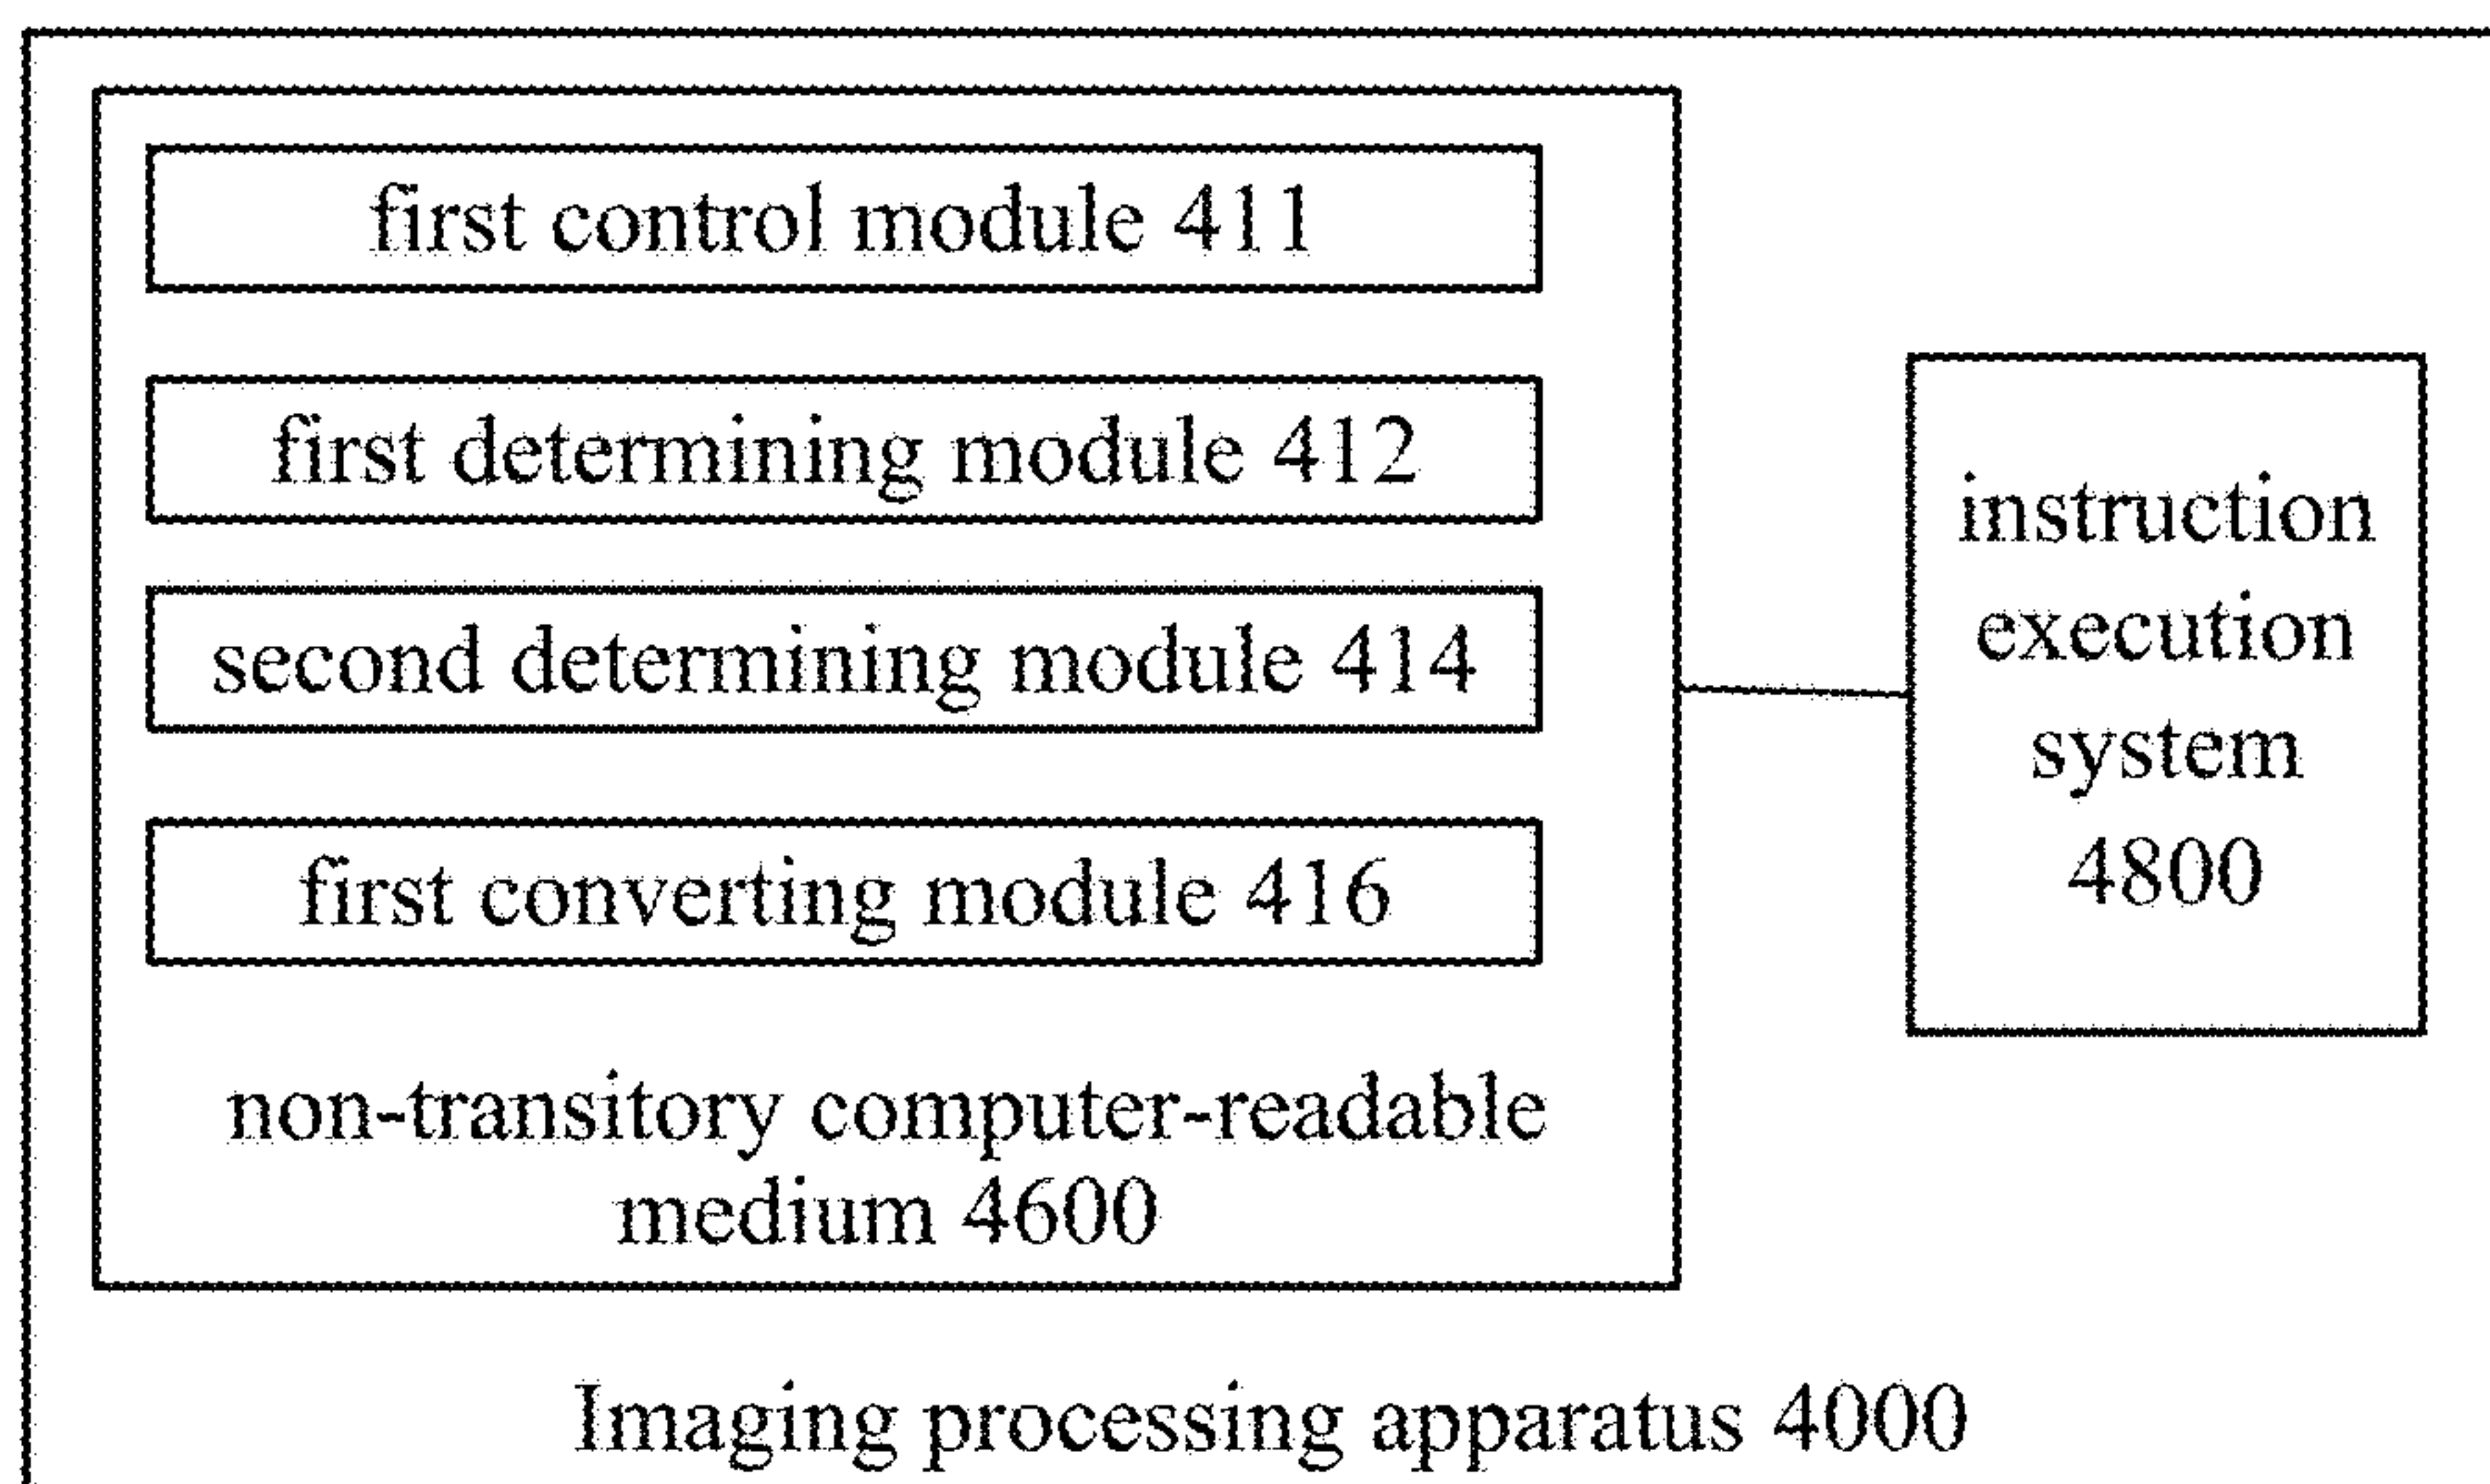 first control module 411
first determining module 412
second determining module 414
first converting module 416
non-transitory computer-readable
medium 4600
instruction
execution
system
4800
Imaging processing apparatus 4000